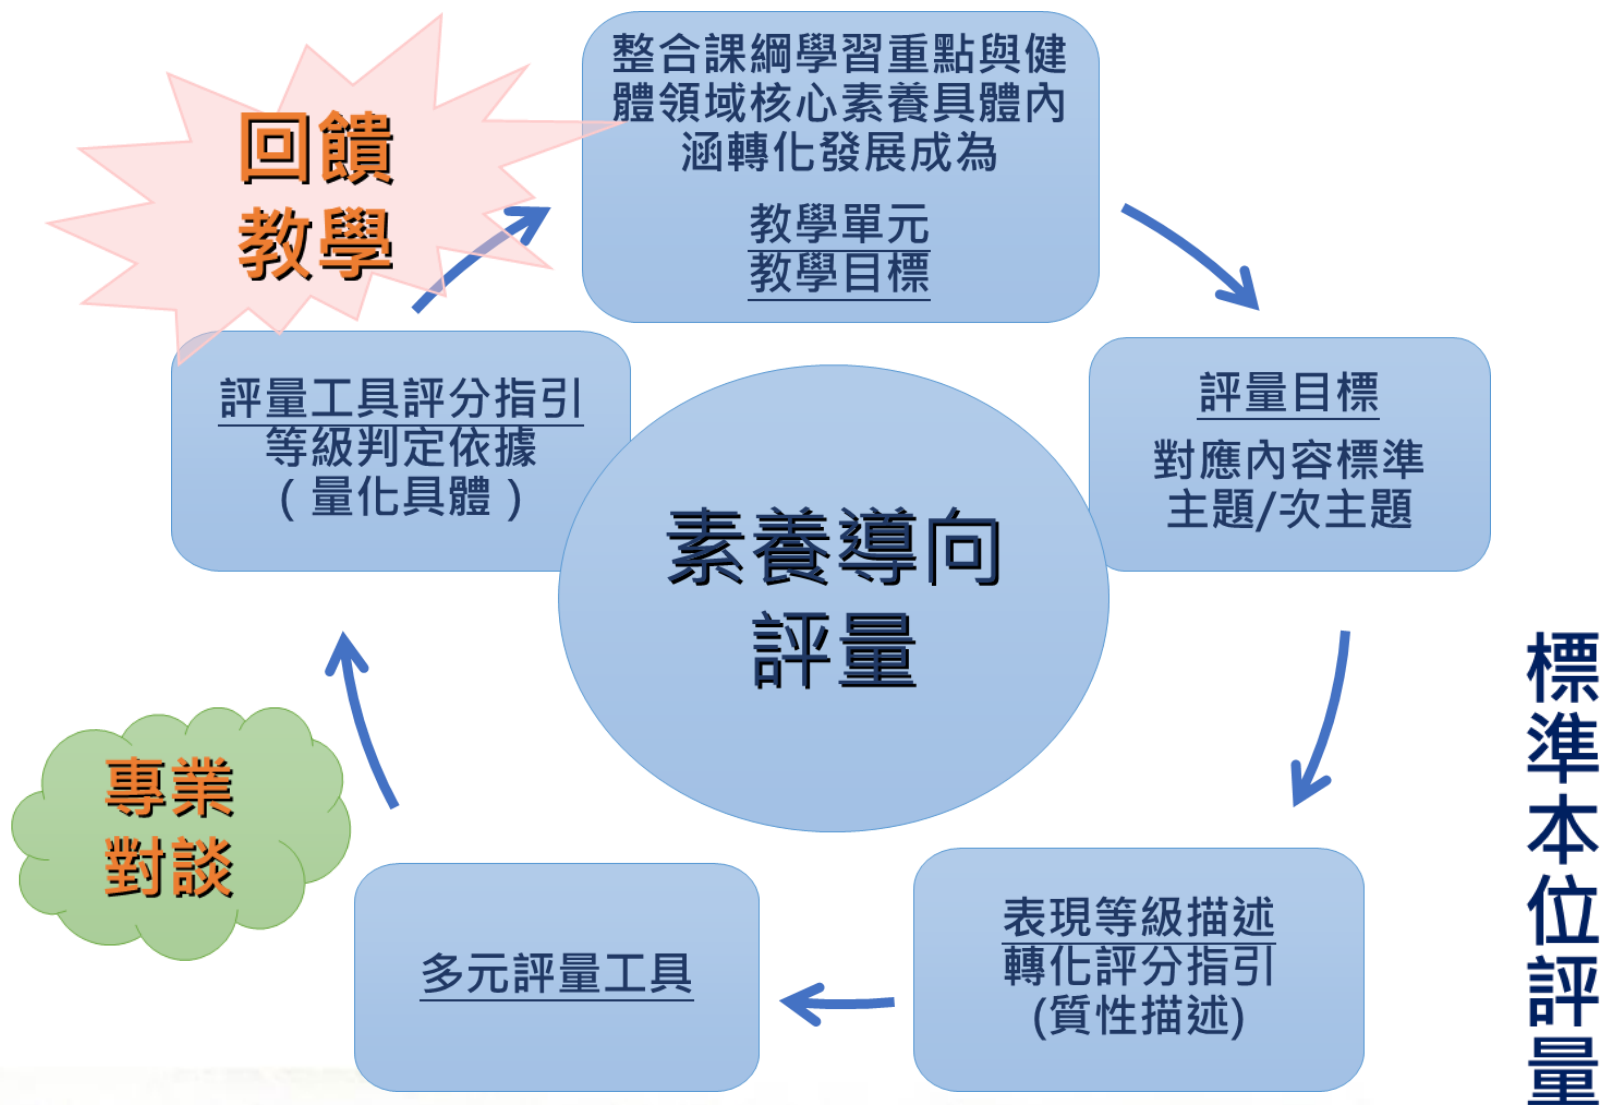 回饋
教學
整合課綱學習重點與健
體領域核心素養具體內
涵轉化發展成為
教學單元
教學目標
評量目標
對應內容標準
主題/次主題
表現等級描述
轉化評分指引
(質性描述)
多元評量工具
專業
對談
評量工具評分指引
等級判定依據
(量化具體)
素養導向
評量
標準本位評量